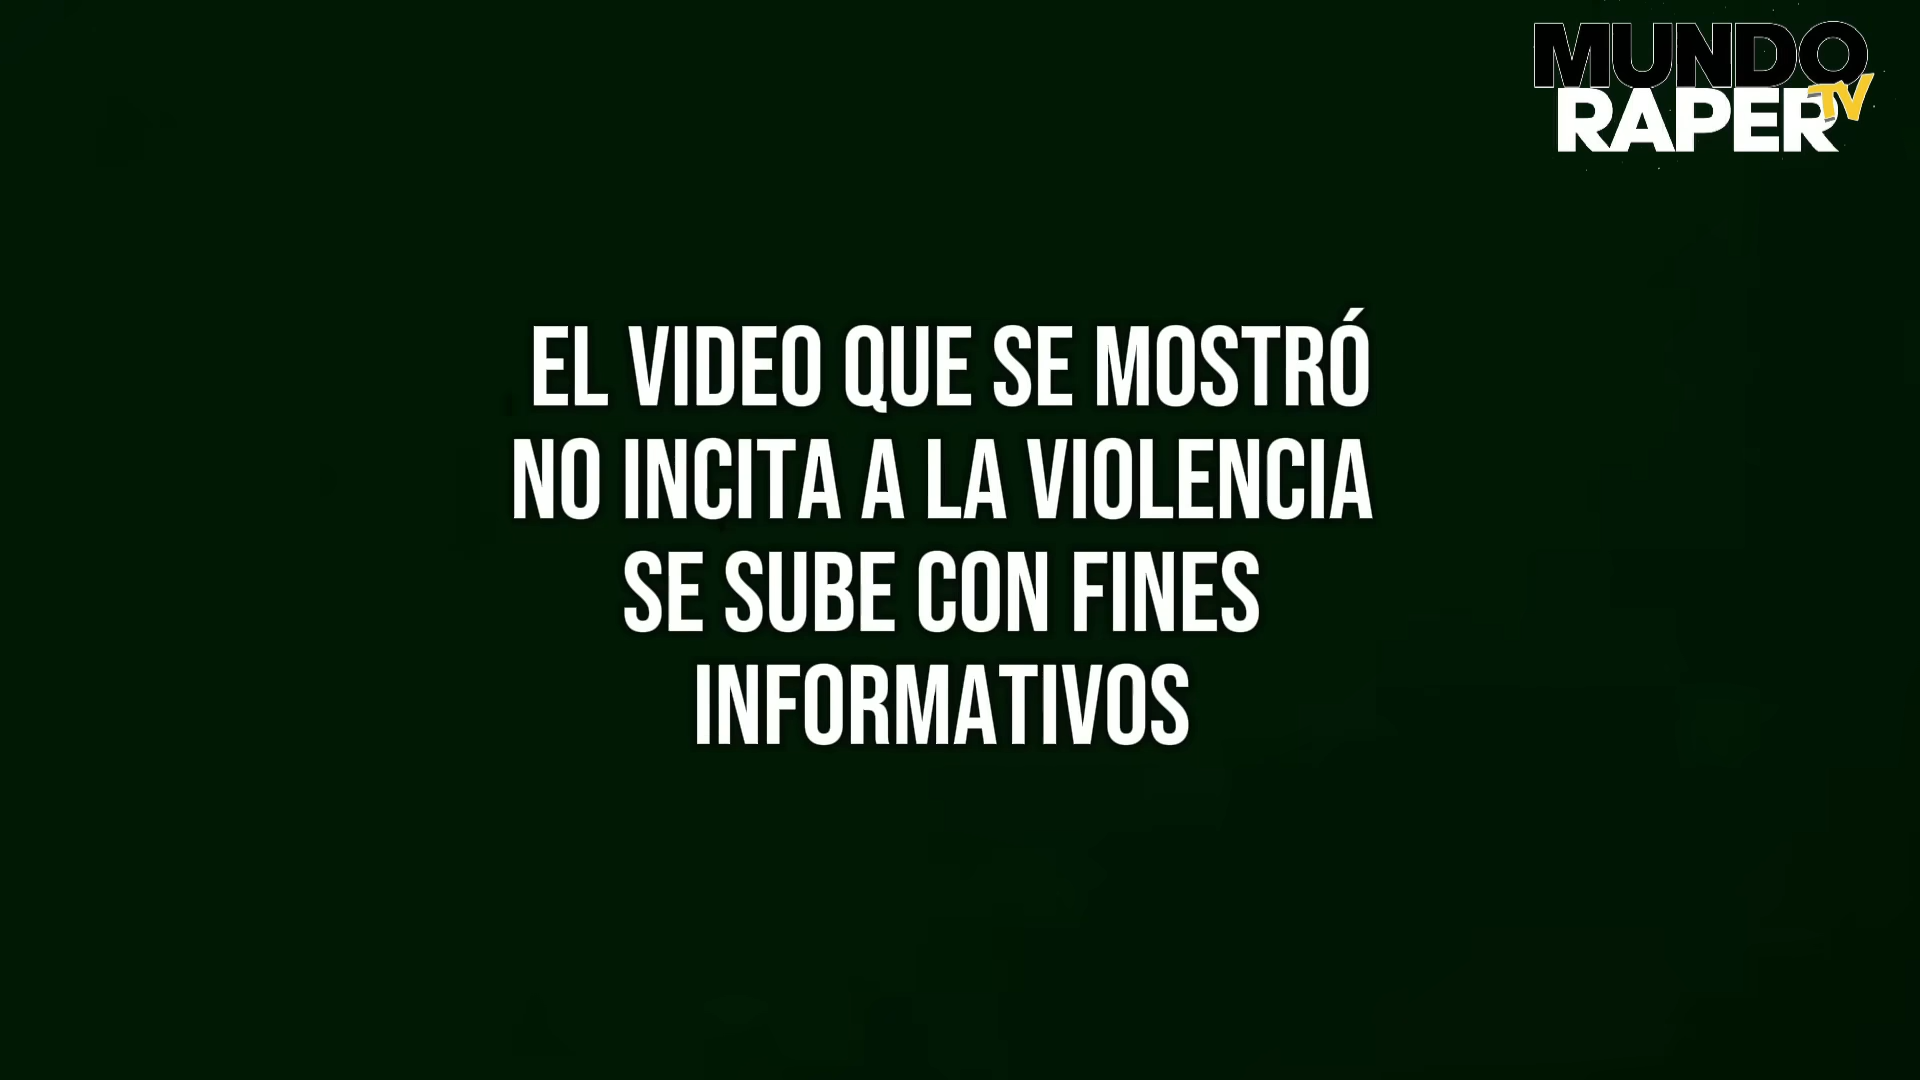 MUNDO
RAPER TV
EL VIDEO QUE SE MOSTRÓ
NO INCITA A LA VIOLENCIA
SE SUBE CON FINES
INFORMATIVOS